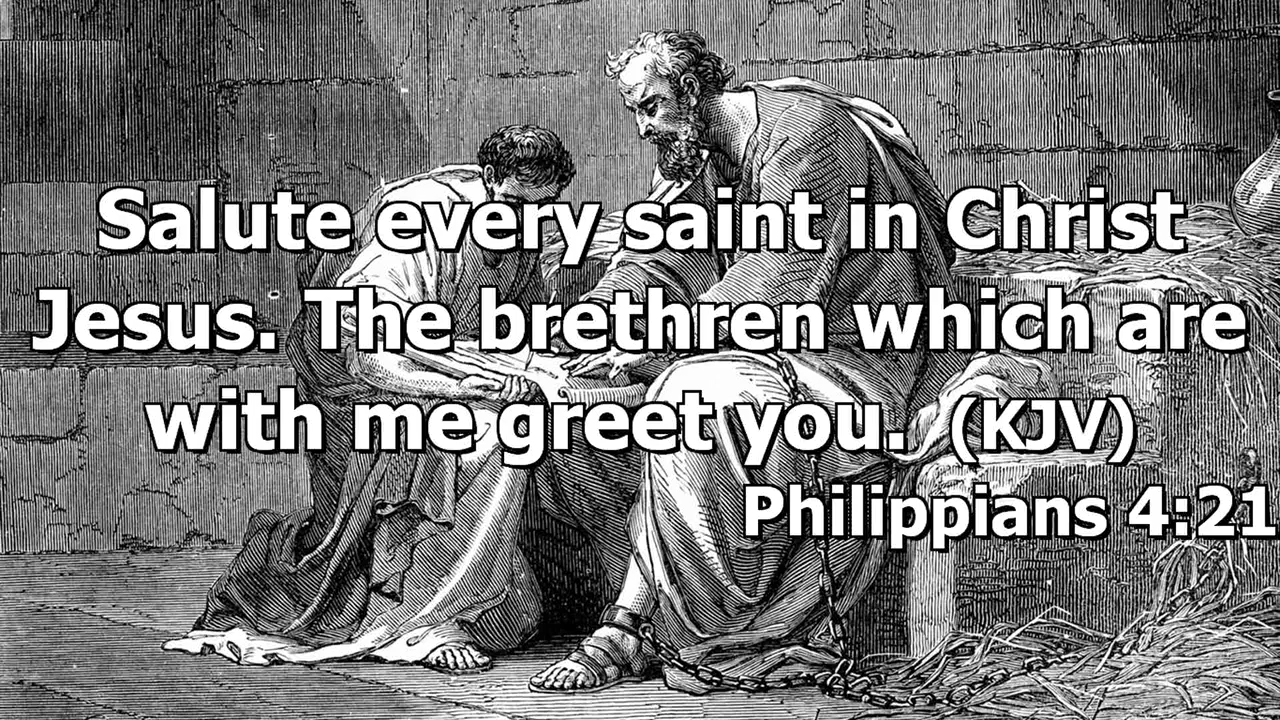 Salute every saint in Christ
Jesus. The brethren which are
with me greet you. (KJV)
Philippians 4:21